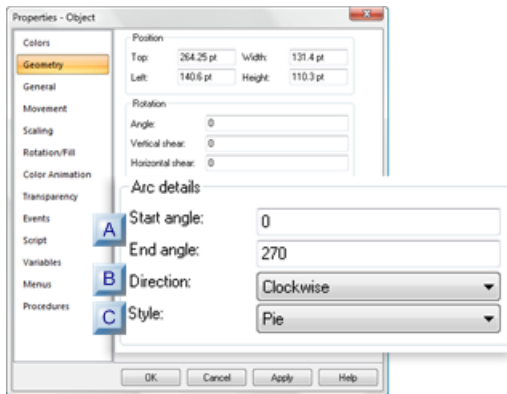 Properties - Object
Colors
Geometry
General
Movement
Scaling
Rotation/Fill
Color Animation
Transparency
Events
Script
Variables
Menus
Procedures
Position
Top: 264.25 pt Width: 131.4 pt
Left: 140.6 pt Height: 110.3 pt
Rotation
Angle: 0
Vertical shear: 0
Horizontal shear: 0
Arc details
A Start angle: 0
End angle: 270
B Direction: Clockwise
C Style: Pie
OK Cancel Apply Help